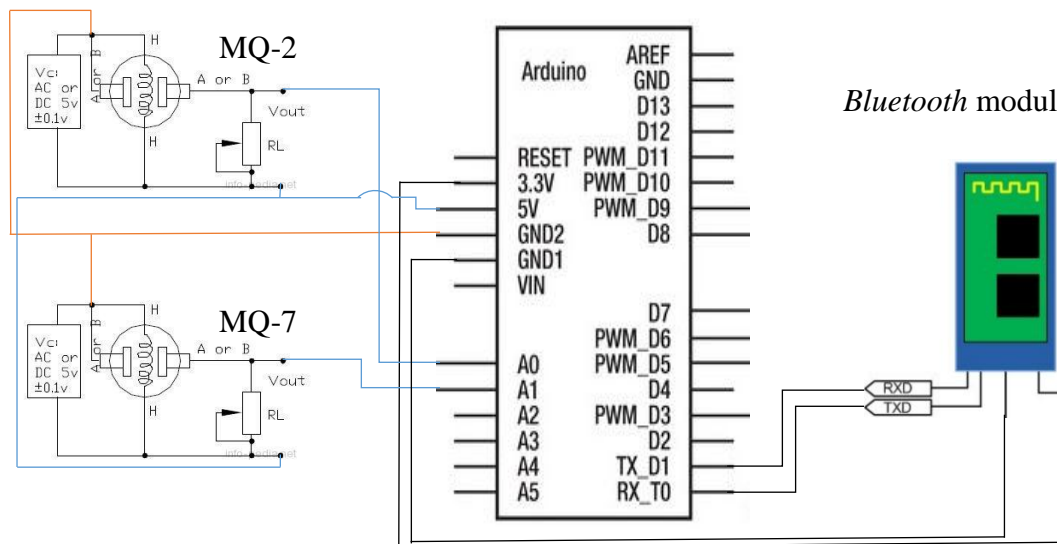 MQ-2
H
Vc:
AC or
DC 5v
±0.1v
A or B
A or B
Vout
H
RL
MQ-7
H
Vc:
AC or
DC 5v
±0.1v
A or B
A or B
Vout
H
RL
Arduino
AREF
GND
D13
D12
RESET PWM_D11
3.3V PWM_D10
5V PWM_D9
GND2 D8
GND1
VIN
D7
PWM_D6
A0 PWM_D5
A1 D4
A2 PWM_D3
A3 D2
A4 TX_D1
A5 RX_T0
Bluetooth modul
RXD
TXD